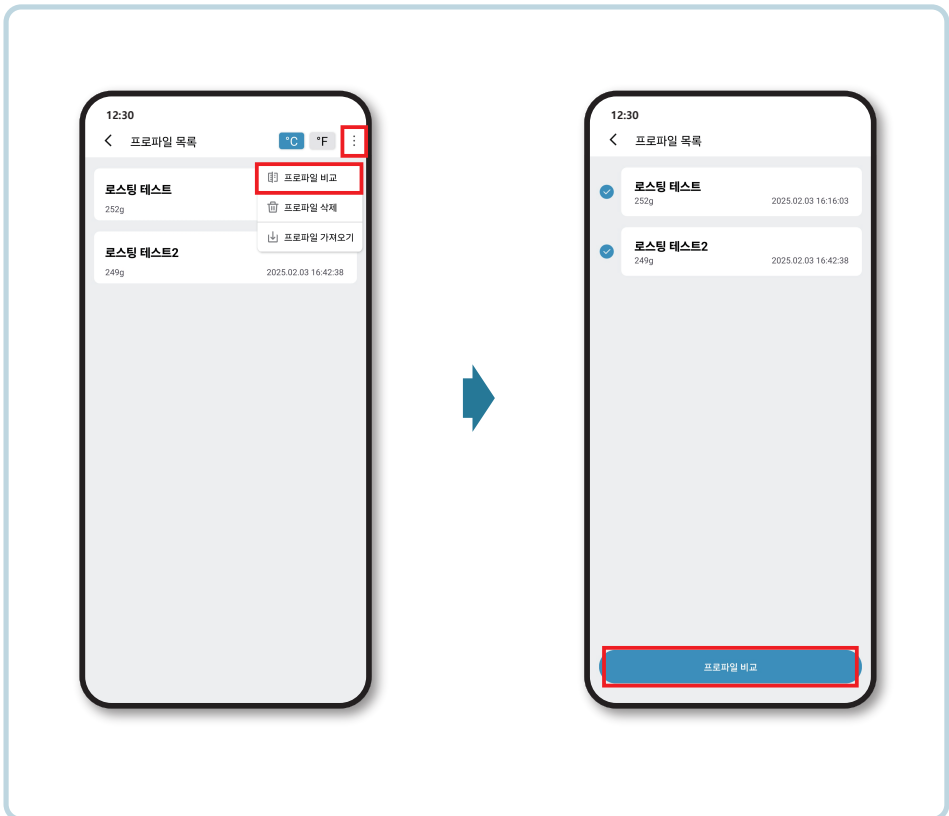 12:30
프로파일 목록 °C °F
프로파일 비교
로스팅 테스트
252g
프로파일 삭제
프로파일 가져오기
로스팅 테스트2
249g 2025.02.03 16:42:38
12:30
프로파일 목록
로스팅 테스트
252g 2025.02.03 16:16:03
로스팅 테스트2
249g 2025.02.03 16:42:38
프로파일 비교